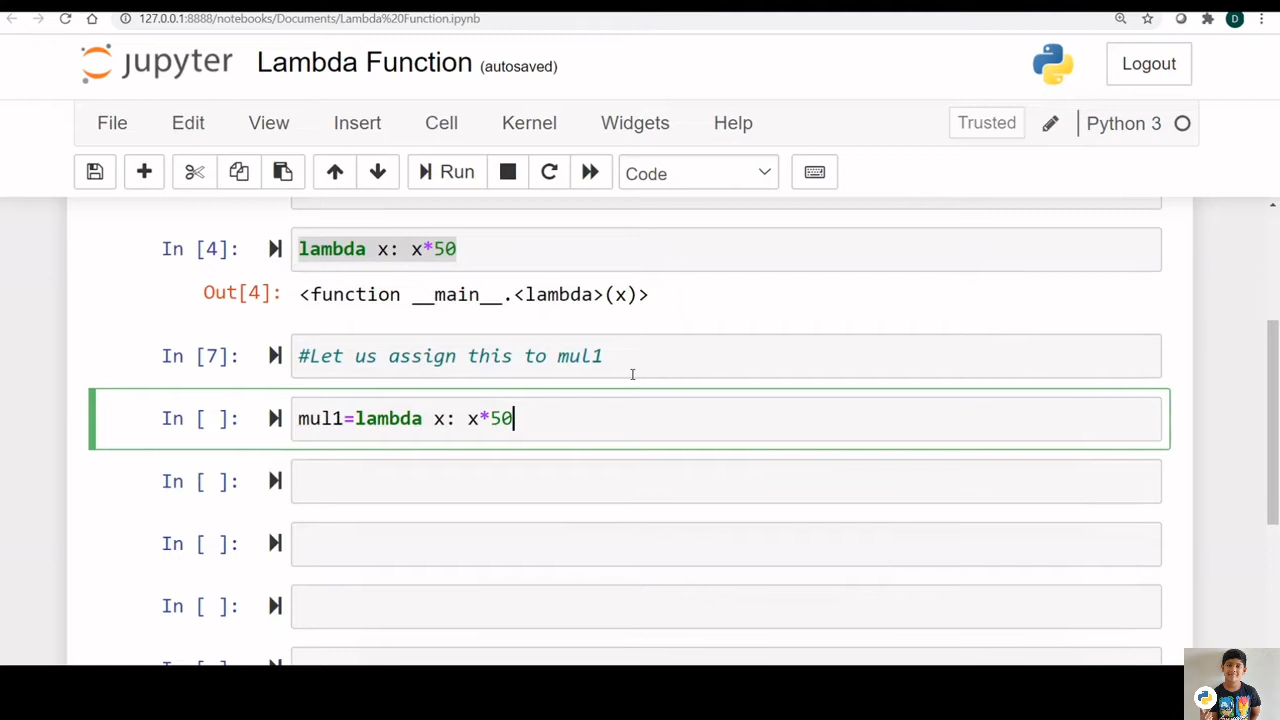 127.0.0.1:8888/notebooks/Documents/Lambda%20Function.ipynb
D
jupyter Lambda Function (autosaved)
Logout
File Edit View Insert Cell Kernel Widgets Help Trusted Python 3
Run Code
In [4]: lambda x: x*50
Out[4]: <function __main__.<lambda>(x)>
In [7]: #Let us assign this to mul1
In [ ]: mul1=lambda x: x*50
In [ ]:
In [ ]:
In [ ]:
In [ ]: